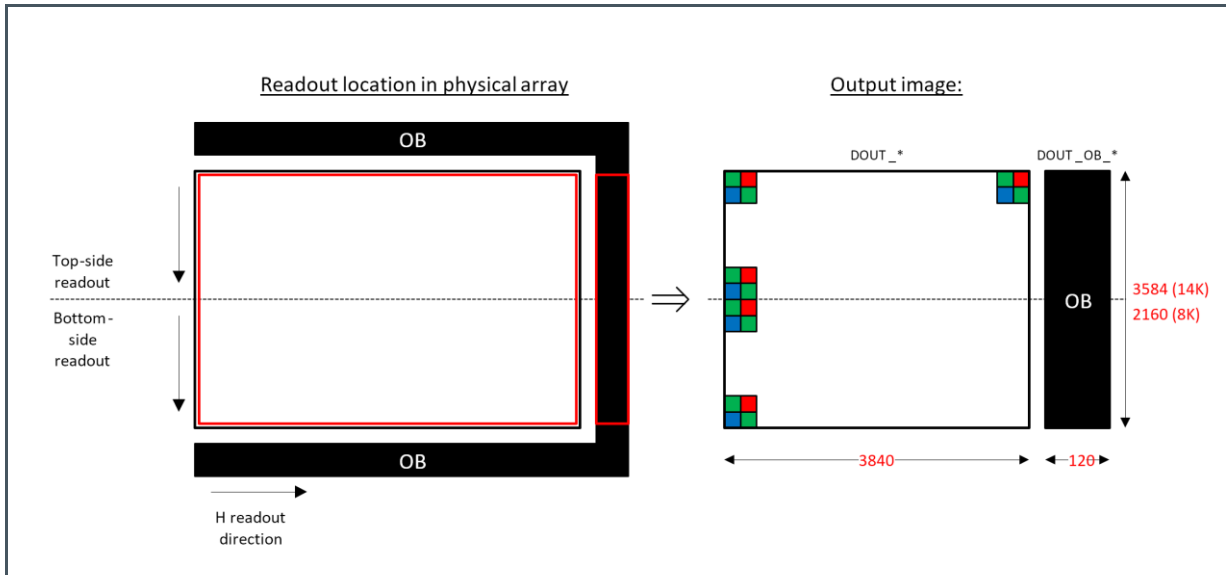 Readout location in physical array
Output image:
OB
DOUT_*
DOUT_OB_*
Top-side
readout
Bottom-
side
readout
OB
3584 (14K)
2160 (8K)
OB
3840
120
H readout
direction